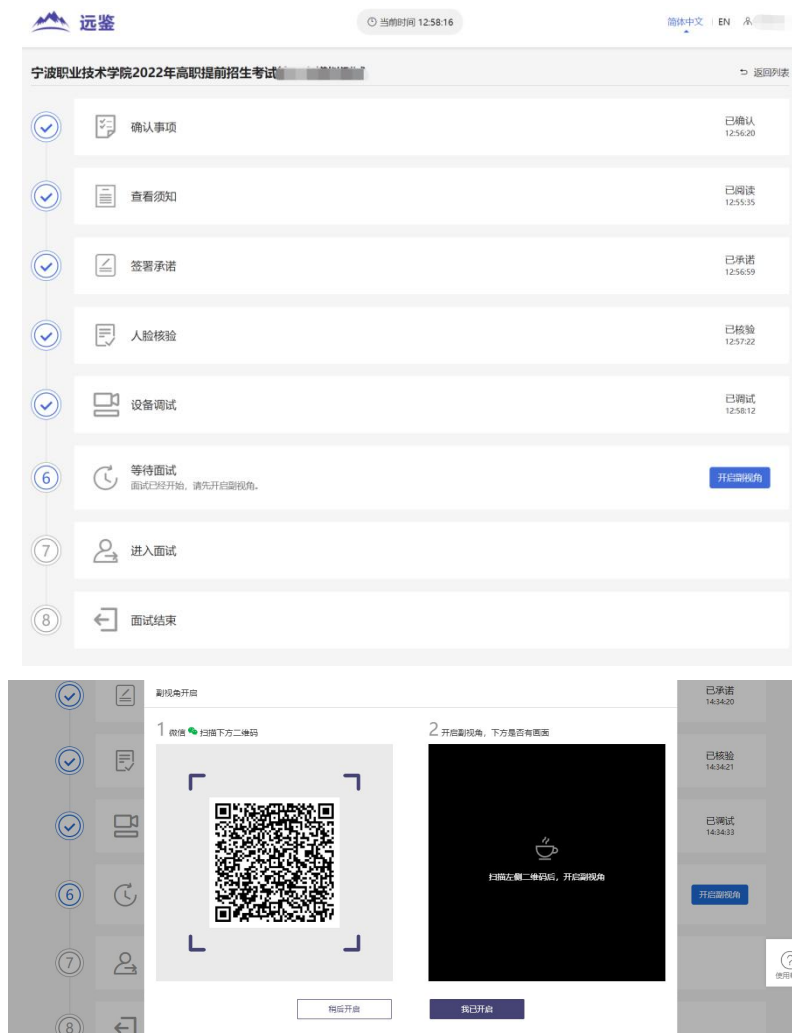 远鉴
当前时间 12:58:16
简体中文 EN
宁波职业技术学院2022年高职提前招生考试
返回列表
确认事项
已确认
12:56:20
查看须知
已阅读
12:55:35
签署承诺
已承诺
12:56:59
人脸核验
已核验
12:57:22
设备调试
已调试
12:58:12
6
等待面试
面试已经开始，请先开启副视角。
开启副视角
7
进入面试
8
面试结束
副视角开启
1 微信 扫描下方二维码
2 开启副视角，下方是否有画面
扫描左侧二维码后，开启副视角
稍后开启
我已开启
已承诺
14:34:20
已核验
14:34:21
已调试
14:34:33
6
开启副视角
7
8
使用